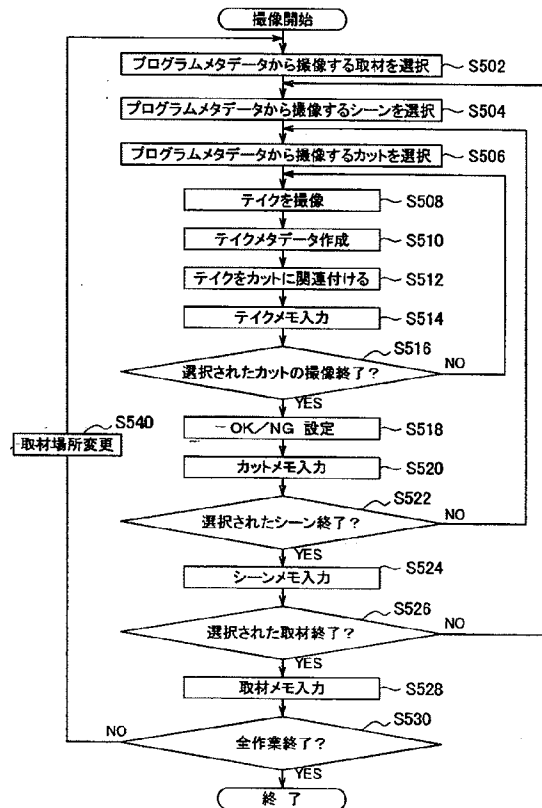 撮像開始
プログラムメタデータから撮像する取材を選択 S502
プログラムメタデータから撮像するシーンを選択 S504
プログラムメタデータから撮像するカットを選択 S506
テイクを撮像 S508
テイクメタデータ作成 S510
テイクをカットに関連付ける S512
テイクメモ入力 S514
S516
選択されたカットの撮像終了? NO
YES
S540
取材場所変更
OK/NG 設定 S518
カットメモ入力 S520
S522
選択されたシーン終了? NO
YES
シーンメモ入力 S524
S526
選択された取材終了? NO
YES
取材メモ入力 S528
S530
NO 全作業終了?
YES
終了